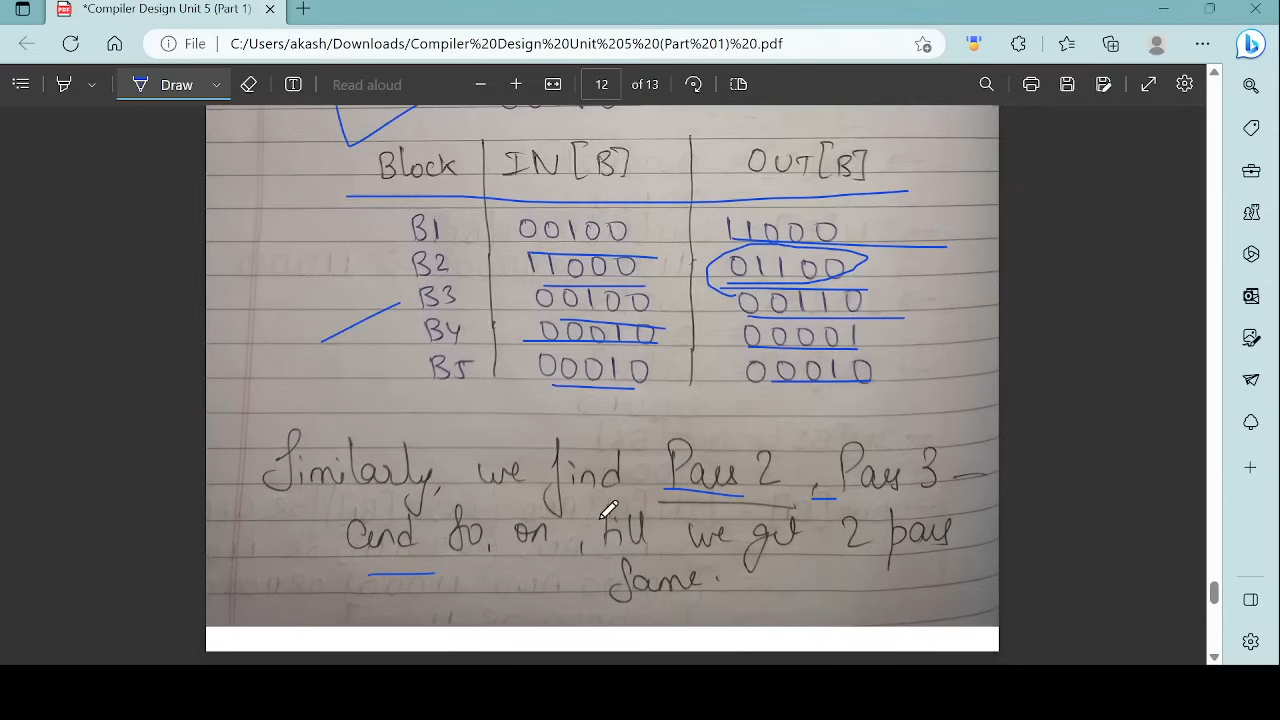 *Compiler Design Unit 5 (Part 1)
File C:/Users/akash/Downloads/Compiler%20Design%20Unit%205%20(Part%201)%20.pdf
Draw Read aloud 12 of 13
Block IN[B] OUT[B]
B1 00100 11000
B2 11000 01100
B3 00100 00110
B4 00010 00001
B5 00010 00010
Similarly, we find Pass 2, Pass 3 —
and so, on, till we get 2 pass
same.